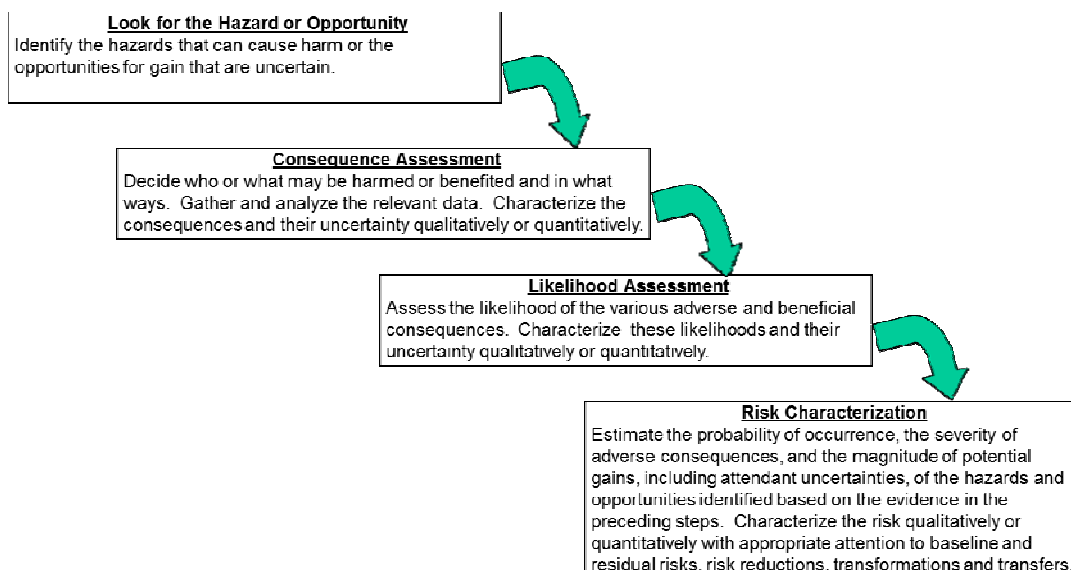 Look for the Hazard or Opportunity
Identify the hazards that can cause harm or the
opportunities for gain that are uncertain.
Consequence Assessment
Decide who or what may be harmed or benefited and in what
ways. Gather and analyze the relevant data. Characterize the
consequences and their uncertainty qualitatively or quantitatively.
Likelihood Assessment
Assess the likelihood of the various adverse and beneficial
consequences. Characterize these likelihoods and their
uncertainty qualitatively or quantitatively.
Risk Characterization
Estimate the probability of occurrence, the severity of
adverse consequences, and the magnitude of potential
gains, including attendant uncertainties, of the hazards and
opportunities identified based on the evidence in the
preceding steps. Characterize the risk qualitatively or
quantitatively with appropriate attention to baseline and
residual risks, risk reductions, transformations and transfers.